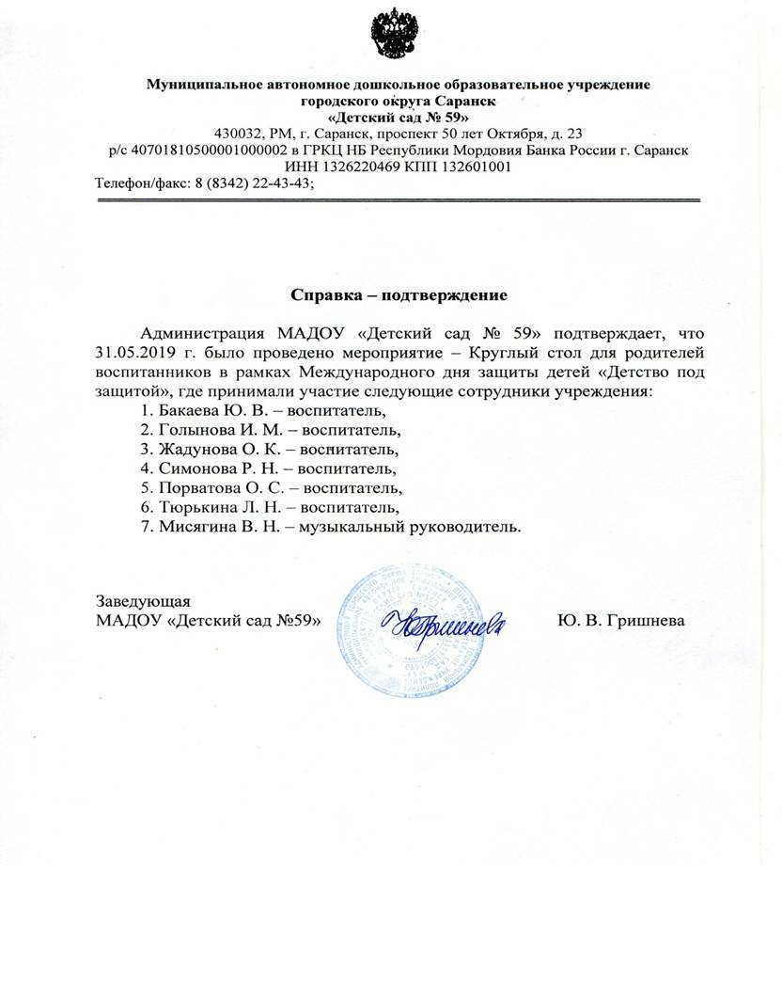 Муниципальное автономное дошкольное образовательное учреждение
городского округа Саранск
«Детский сад № 59»
430032, РМ, г. Саранск, проспект 50 лет Октября, д. 23
р/с 40701810500001000002 в ГРКЦ НБ Республики Мордовия Банка России г. Саранск
ИНН 1326220469 КПП 132601001
Телефон/факс: 8 (8342) 22-43-43;
Справка – подтверждение
Администрация МАДОУ «Детский сад № 59» подтверждает, что
31.05.2019 г. было проведено мероприятие – Круглый стол для родителей
воспитанников в рамках Международного дня защиты детей «Детство под
защитой», где принимали участие следующие сотрудники учреждения:
1. Бакаева Ю. В. – воспитатель,
2. Голынова И. М. – воспитатель,
3. Жадунова О. К. – воспитатель,
4. Симонова Р. Н. – воспитатель,
5. Порватова О. С. – воспитатель,
6. Тюрькина Л. Н. – воспитатель,
7. Мисягина В. Н. – музыкальный руководитель.
Заведующая
МАДОУ «Детский сад №59»
Ю. В. Гришнева